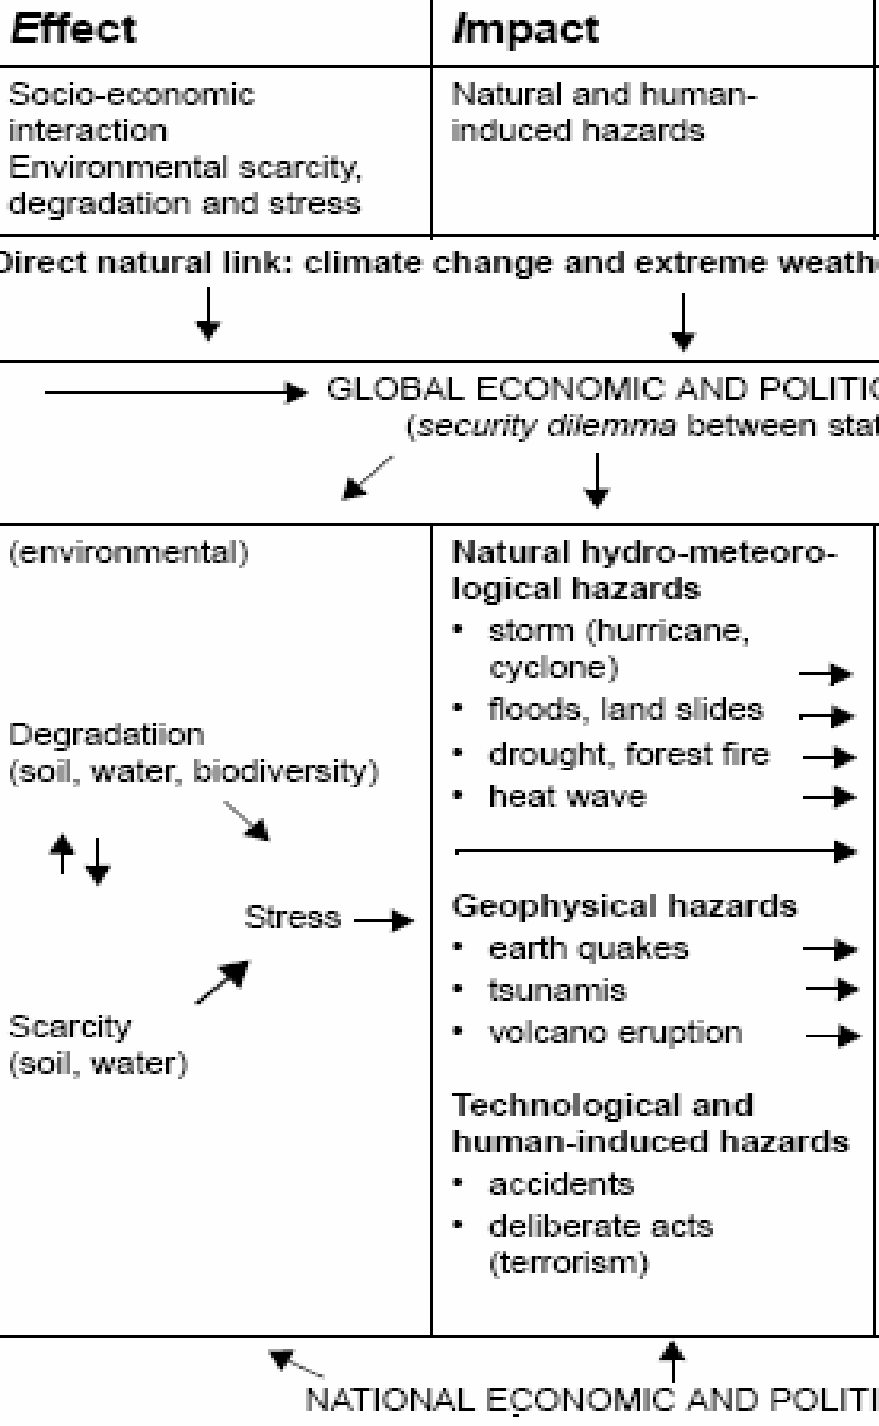 Effect
Impact
Socio-economic
interaction
Environmental scarcity,
degradation and stress
Natural and human-
induced hazards
Direct natural link: climate change and extreme weath
GLOBAL ECONOMIC AND POLITIC
(security dilemma between stat
(environmental)
Degradatiion
(soil, water, biodiversity)
Stress
Scarcity
(soil, water)
Natural hydro-meteoro-
logical hazards
• storm (hurricane,
cyclone)
• floods, land slides
• drought, forest fire
• heat wave
Geophysical hazards
• earth quakes
• tsunamis
• volcano eruption
Technological and
human-induced hazards
• accidents
• deliberate acts
(terrorism)
NATIONAL ECONOMIC AND POLITI